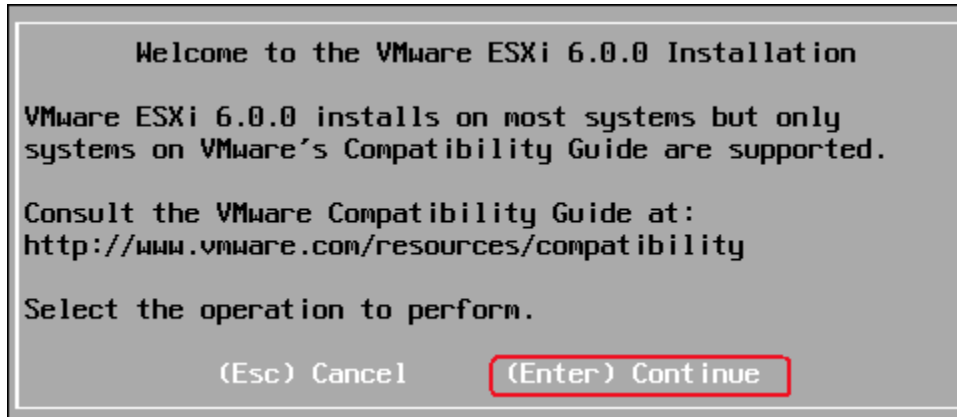 Welcome to the VMware ESXi 6.0.0 Installation
VMware ESXi 6.0.0 installs on most systems but only
systems on VMware's Compatibility Guide are supported.
Consult the VMware Compatibility Guide at:
http://www.vmware.com/resources/compatibility
Select the operation to perform.
(Esc) Cancel (Enter) Continue